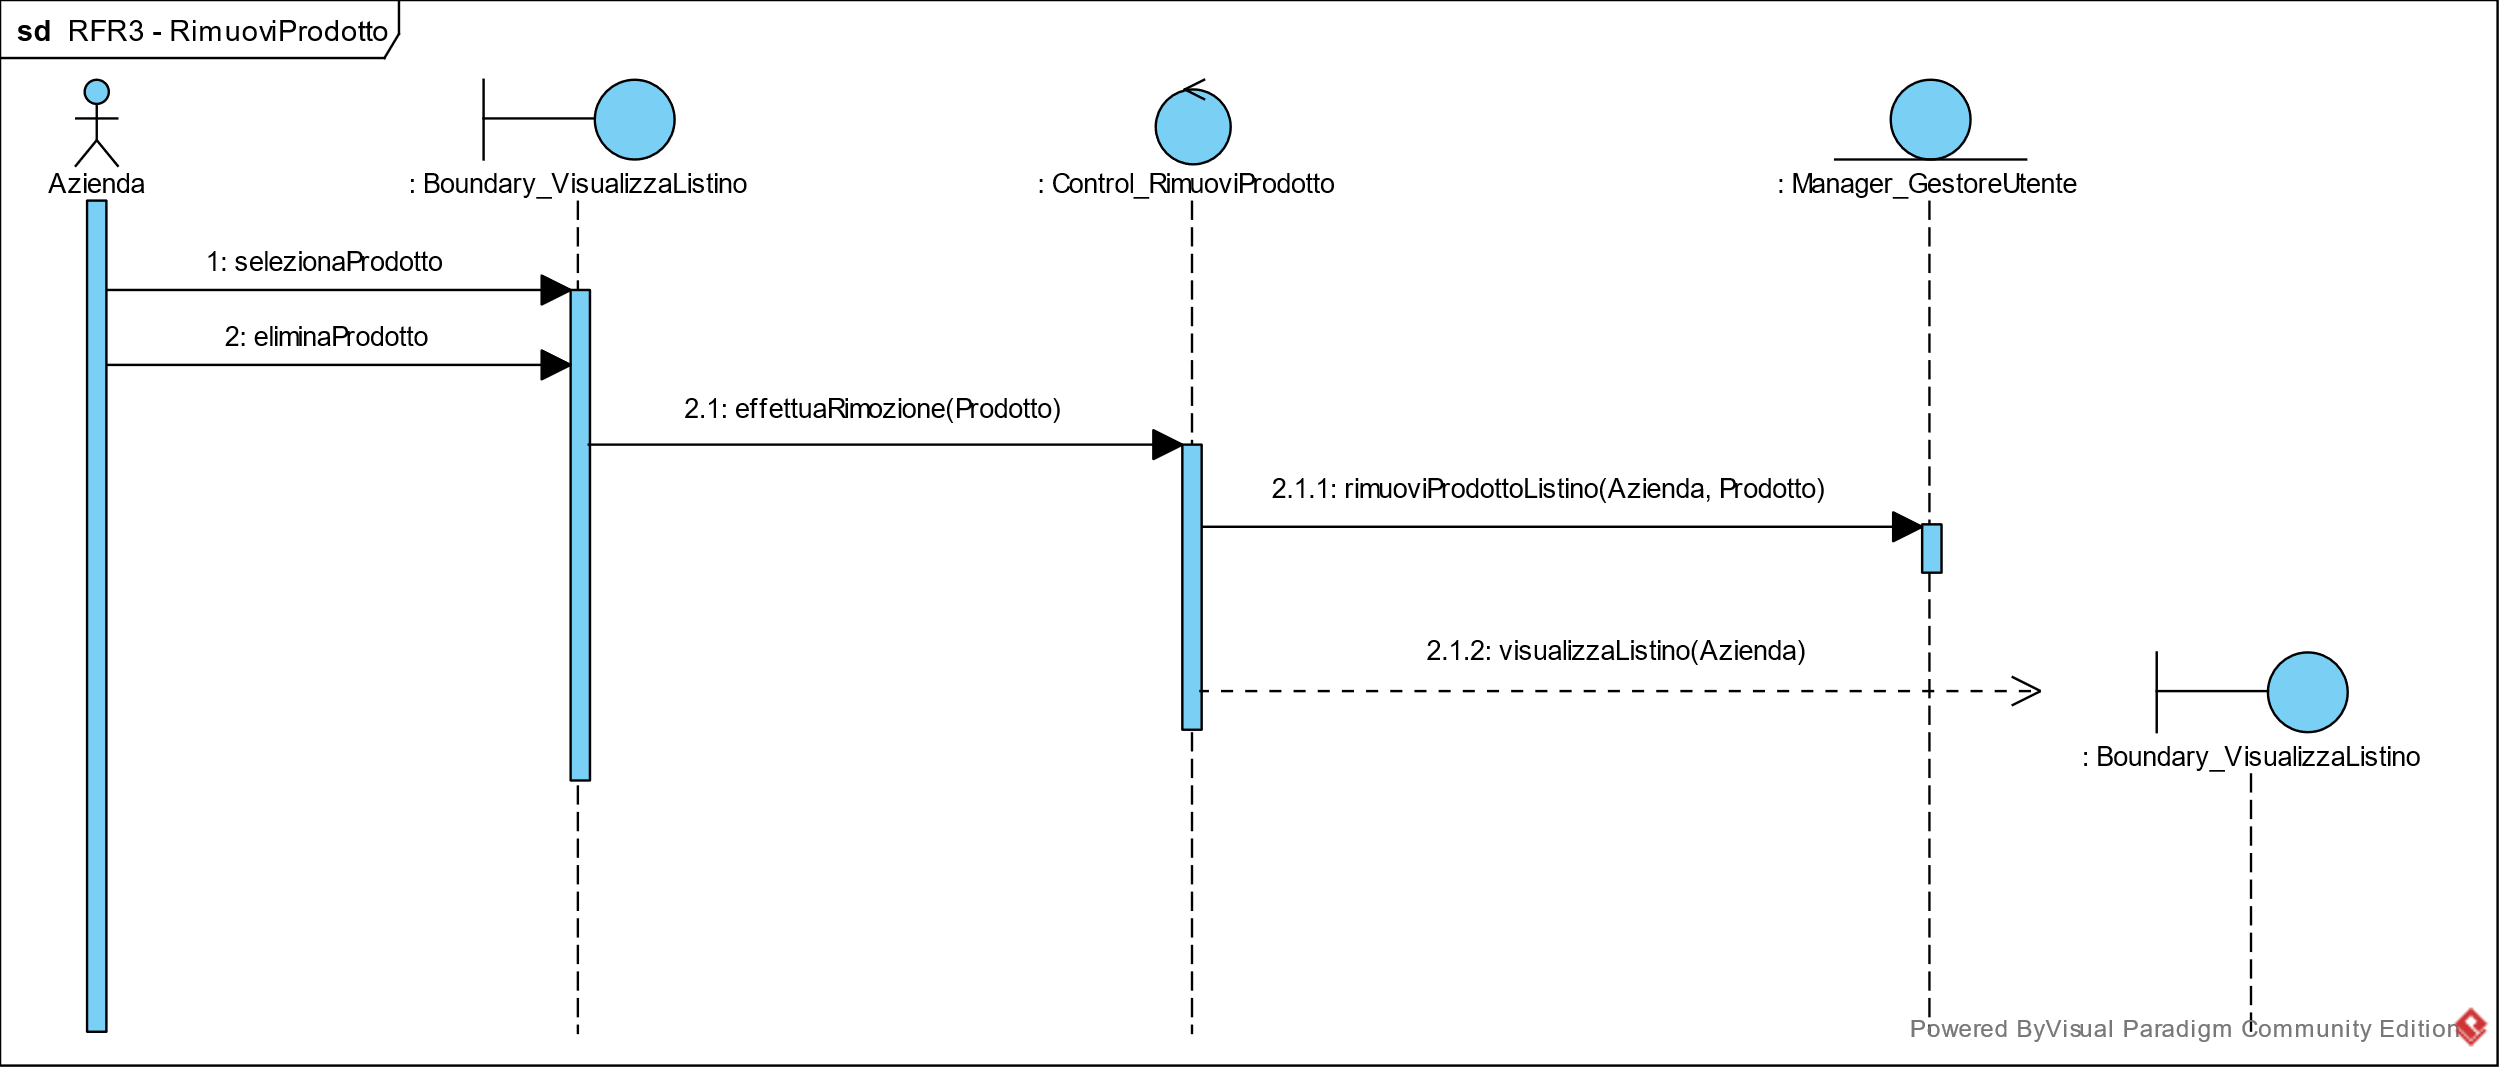 sd RFR3 - RimuoviProdotto
Azienda
: Boundary_VisualizzaListino
: Control_RimuoviProdotto
: Manager_GestoreUtente
1: selezionaProdotto
2: eliminaProdotto
2.1: effettuaRimozione(Prodotto)
2.1.1: rimuoviProdottoListino(Azienda, Prodotto)
2.1.2: visualizzaListino(Azienda)
: Boundary_VisualizzaListino
Powered ByVisual Paradigm Community Edition